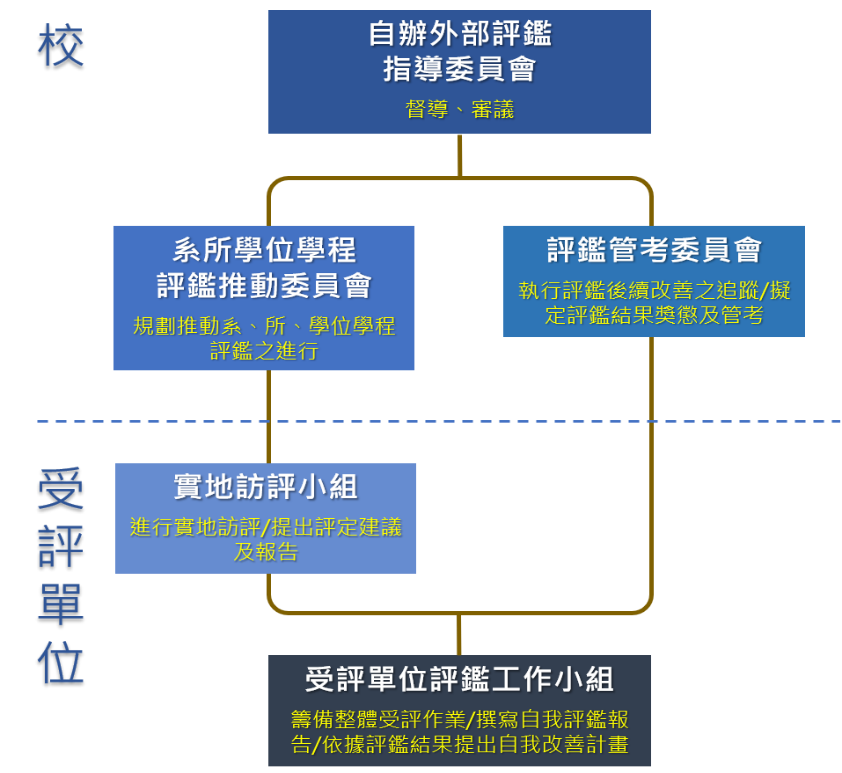 校
自辦外部評鑑
指導委員會
督導、審議
系所學位學程
評鑑推動委員會
規劃推動系、所、學位學程
評鑑之進行
評鑑管考委員會
執行評鑑後續改善之追蹤/擬
定評鑑結果獎懲及管考
受評單位
實地訪評小組
進行實地訪評/提出評定建議
及報告
受評單位評鑑工作小組
籌備整體受評作業/撰寫自我評鑑報
告/依據評鑑結果提出自我改善計畫